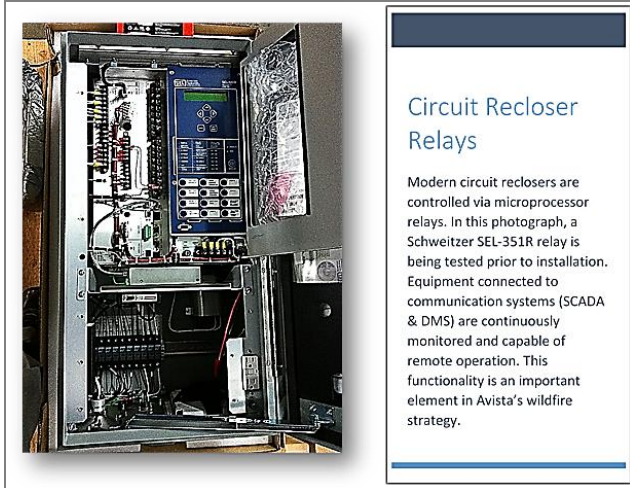 Circuit Recloser
Relays
Modern circuit reclosers are
controlled via microprocessor
relays. In this photograph, a
Schweitzer SEL-351R relay is
being tested prior to installation.
Equipment connected to
communication systems (SCADA
& DMS) are continuously
monitored and capable of
remote operation. This
functionality is an important
element in Avista's wildfire
strategy.